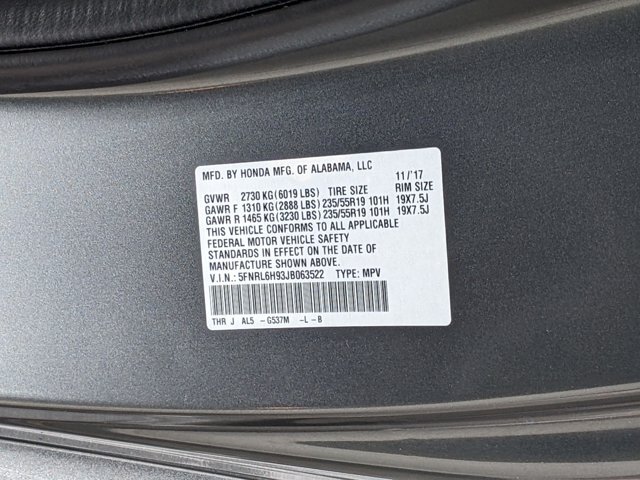 MFD. BY HONDA MFG. OF ALABAMA, LLC 11/'17
GVWR 2730 KG(6019 LBS) TIRE SIZE RIM SIZE
GAWR F 1310 KG(2888 LBS) 235/55R19 101H 19X7.5J
GAWR R 1465 KG(3230 LBS) 235/55R19 101H 19X7.5J
THIS VEHICLE CONFORMS TO ALL APPLICABLE
FEDERAL MOTOR VEHICLE SAFETY
STANDARDS IN EFFECT ON THE DATE OF
MANUFACTURE SHOWN ABOVE.
V.I.N.: 5FNRL6H93JB063522 TYPE: MPV
THR J AL5 -G537M -L -B